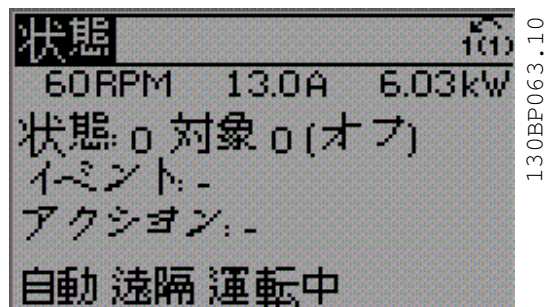 状態 1(1)
60RPM 13.0A 6.03kW
状態: 0 対象 0 (オフ)
イベント: -
アクション: -
自動 遠隔 運転中
130BP063.10